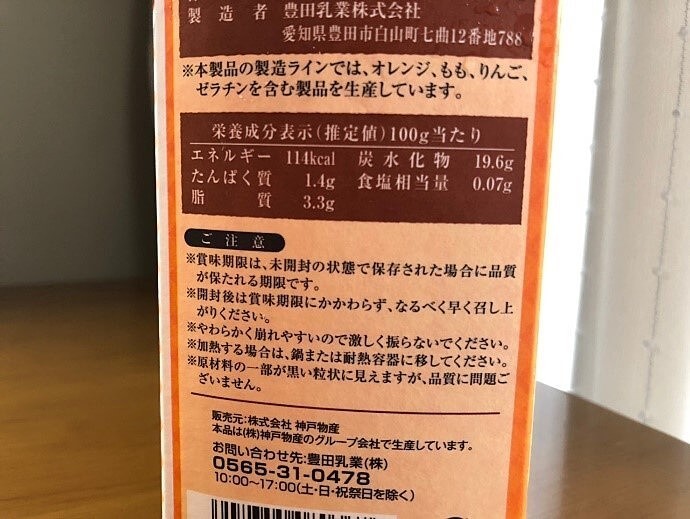 製造者 豊田乳業株式会社
愛知県豊田市白山町七曲12番地788
※本製品の製造ラインでは、オレンジ、もも、りんご、
ゼラチンを含む製品を生産しています。
栄養成分表示(推定値)100g当たり
エネルギー 114kcal 炭水化物 19.6g
たんぱく質 1.4g 食塩相当量 0.07g
脂質 3.3g
ご注意
※賞味期限は、未開封の状態で保存された場合に品質
が保たれる期限です。
※開封後は賞味期限にかかわらず、なるべく早く召し上
がりください。
※やわらかく崩れやすいので激しく振らないでください。
※加熱する場合は、鍋または耐熱容器に移してください。
※原材料の一部が黒い粒状に見えますが、品質に問題ご
ざいません。
販売元:株式会社 神戸物産
本品は(株)神戸物産のグループ会社で生産しています。
お問い合わせ先:豊田乳業(株)
0565-31-0478
10:00~17:00(土・日・祝祭日を除く)